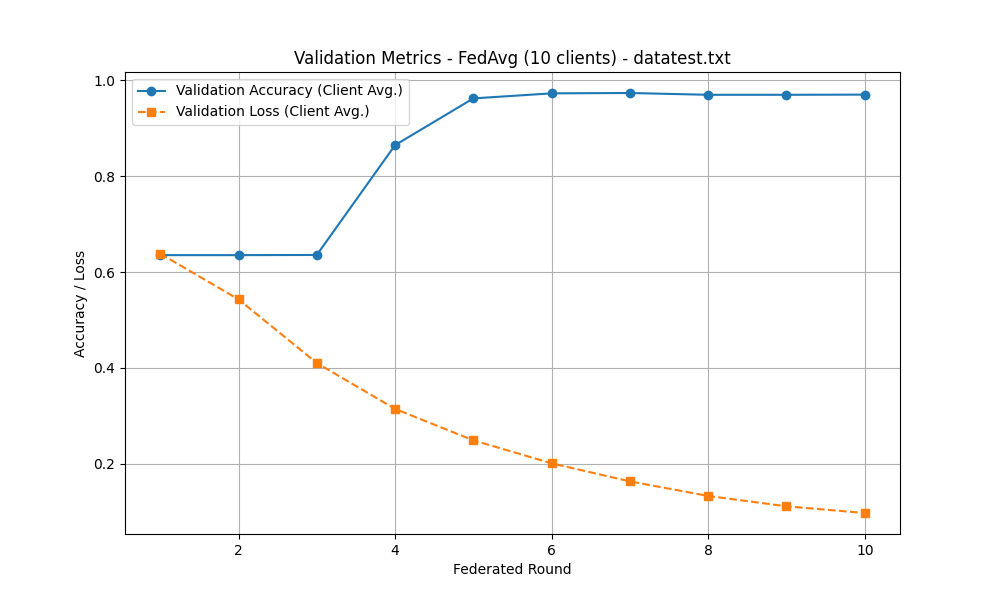 Validation Metrics - FedAvg (10 clients) - datatest.txt
Validation Accuracy (Client Avg.)
Validation Loss (Client Avg.)
Accuracy / Loss
1.0
0.8
0.6
0.4
0.2
2 4 6 8 10
Federated Round